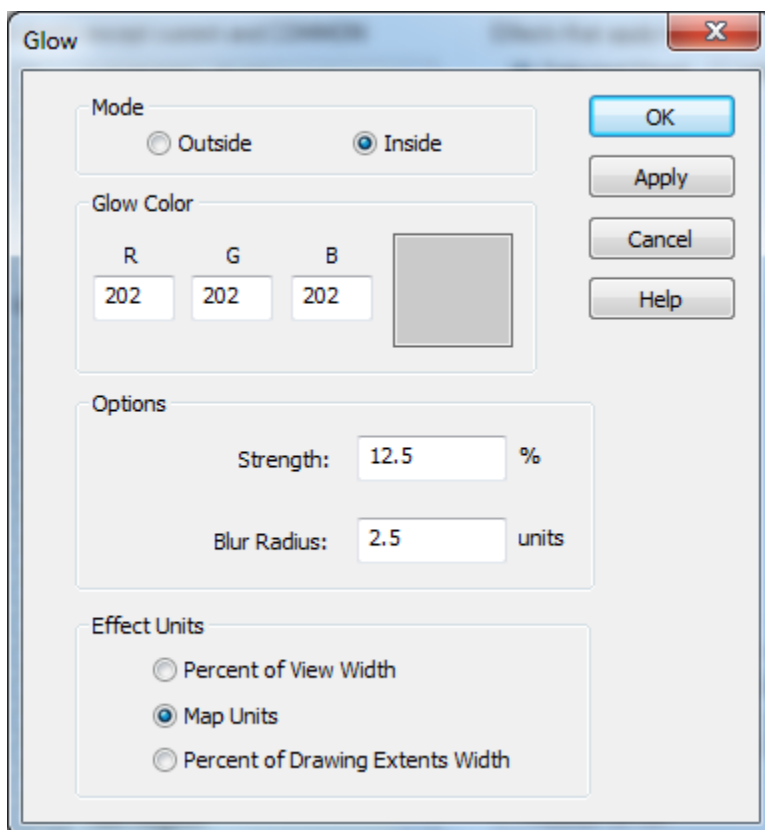 Glow
Mode
Outside
Inside
OK
Apply
Cancel
Help
Glow Color
R G B
202 202 202
Options
Strength: 12.5 %
Blur Radius: 2.5 units
Effect Units
Percent of View Width
Map Units
Percent of Drawing Extents Width